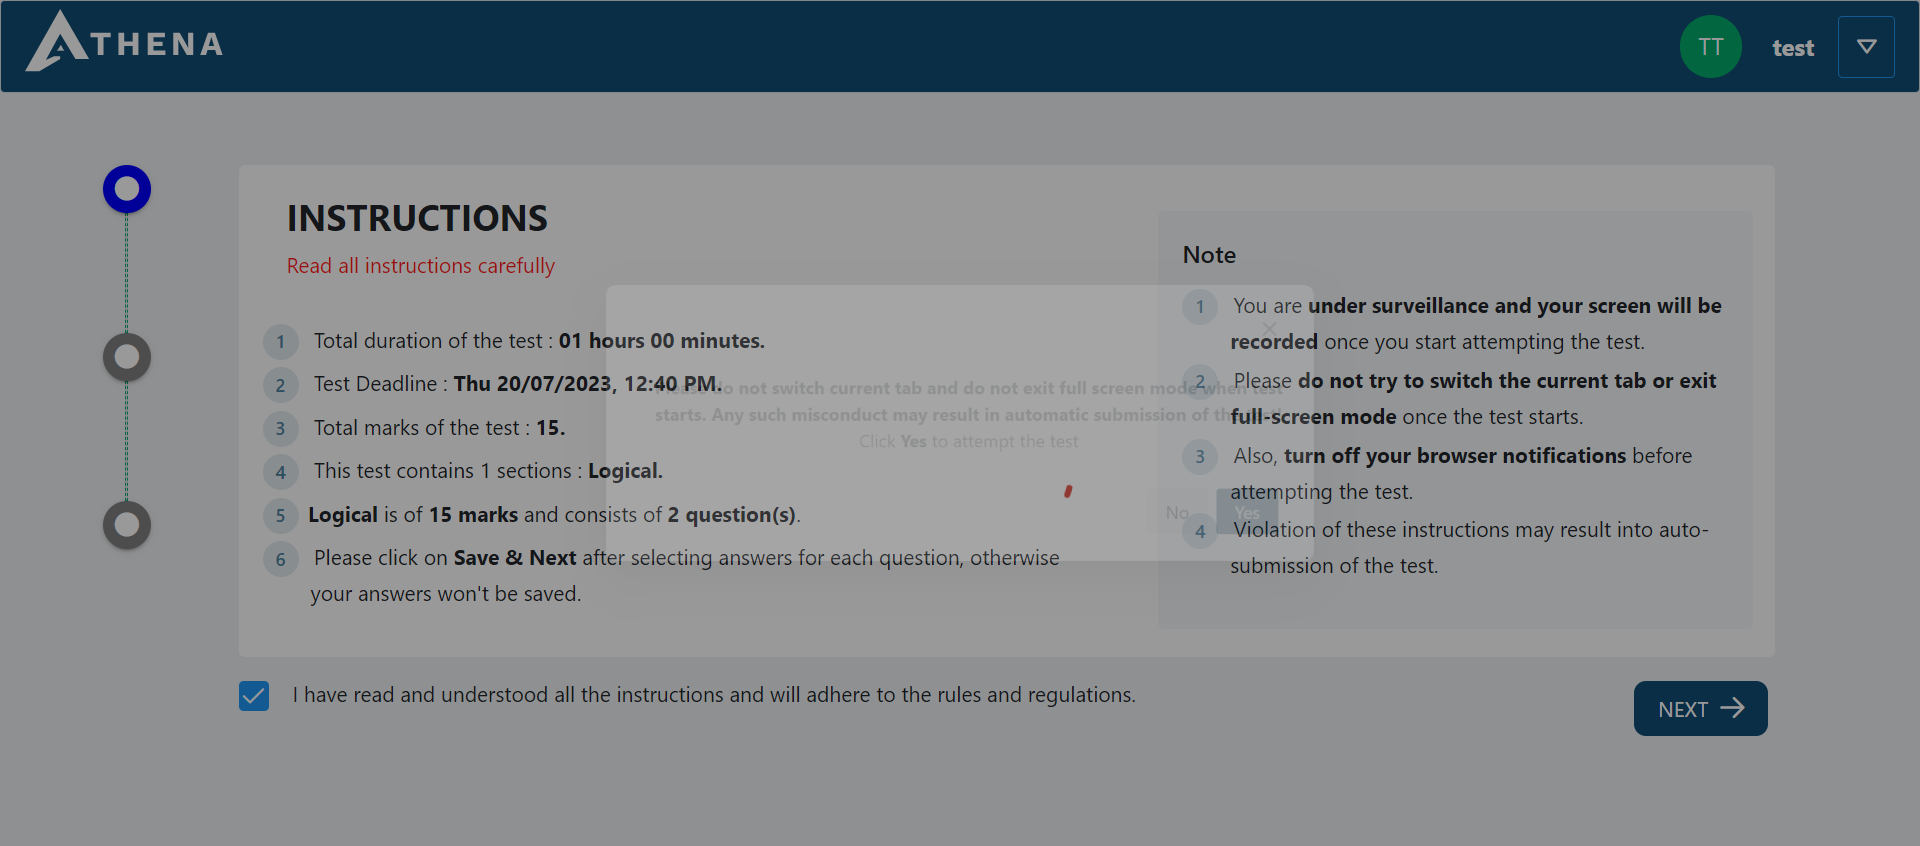 ATHENA
TT
test
INSTRUCTIONS
Read all instructions carefully
1 Total duration of the test : 01 hours 00 minutes.
2 Test Deadline : Thu 20/07/2023, 12:40 PM.
3 Total marks of the test : 15.
4 This test contains 1 sections : Logical.
5 Logical is of 15 marks and consists of 2 question(s).
6 Please click on Save & Next after selecting answers for each question, otherwise
your answers won't be saved.
Note
1 You are under surveillance and your screen will be
recorded once you start attempting the test.
2 Please do not try to switch the current tab or exit
full-screen mode once the test starts.
3 Also, turn off your browser notifications before
attempting the test.
4 Violation of these instructions may result into auto-
submission of the test.
Please do not switch current tab and do not exit full screen mode when test
starts. Any such misconduct may result in automatic submission of
Click Yes to attempt the test
No
Yes
I have read and understood all the instructions and will adhere to the rules and regulations.
NEXT